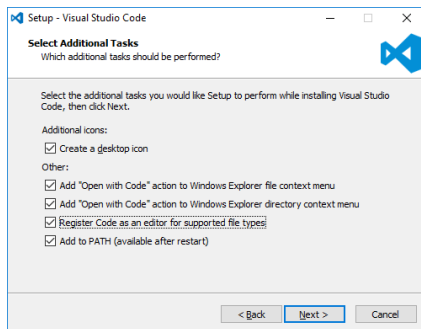 Setup - Visual Studio Code
Select Additional Tasks
Which additional tasks should be performed?
Select the additional tasks you would like Setup to perform while installing Visual Studio
Code, then click Next.
Additional icons:
Create a desktop icon
Other:
Add "Open with Code" action to Windows Explorer file context menu
Add "Open with Code" action to Windows Explorer directory context menu
Register Code as an editor for supported file types
Add to PATH (available after restart)
< Back
Next >
Cancel